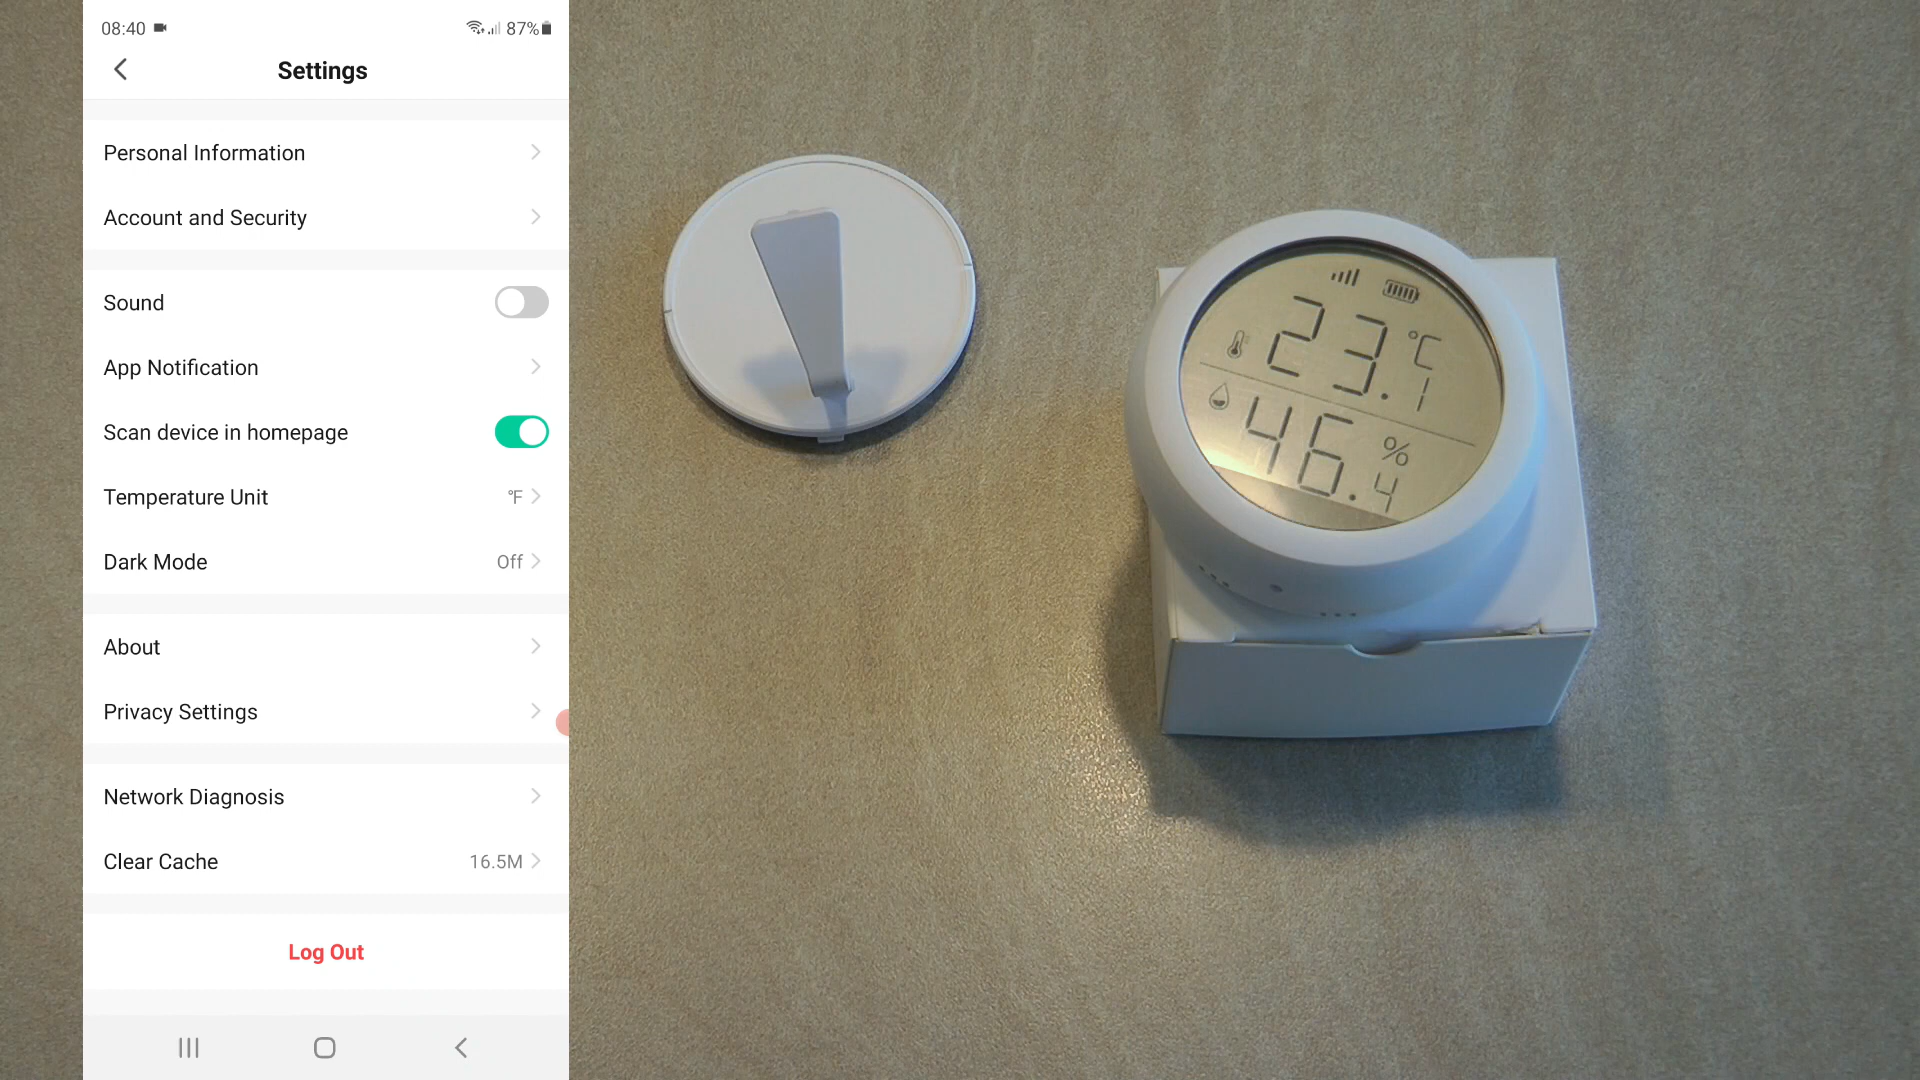 08:40 87%
Settings
Personal Information
Account and Security
Sound
App Notification
Scan device in homepage
Temperature Unit °F
Dark Mode Off
About
Privacy Settings
Network Diagnosis
Clear Cache 16.5M
Log Out
23.1 °C
46.4 %